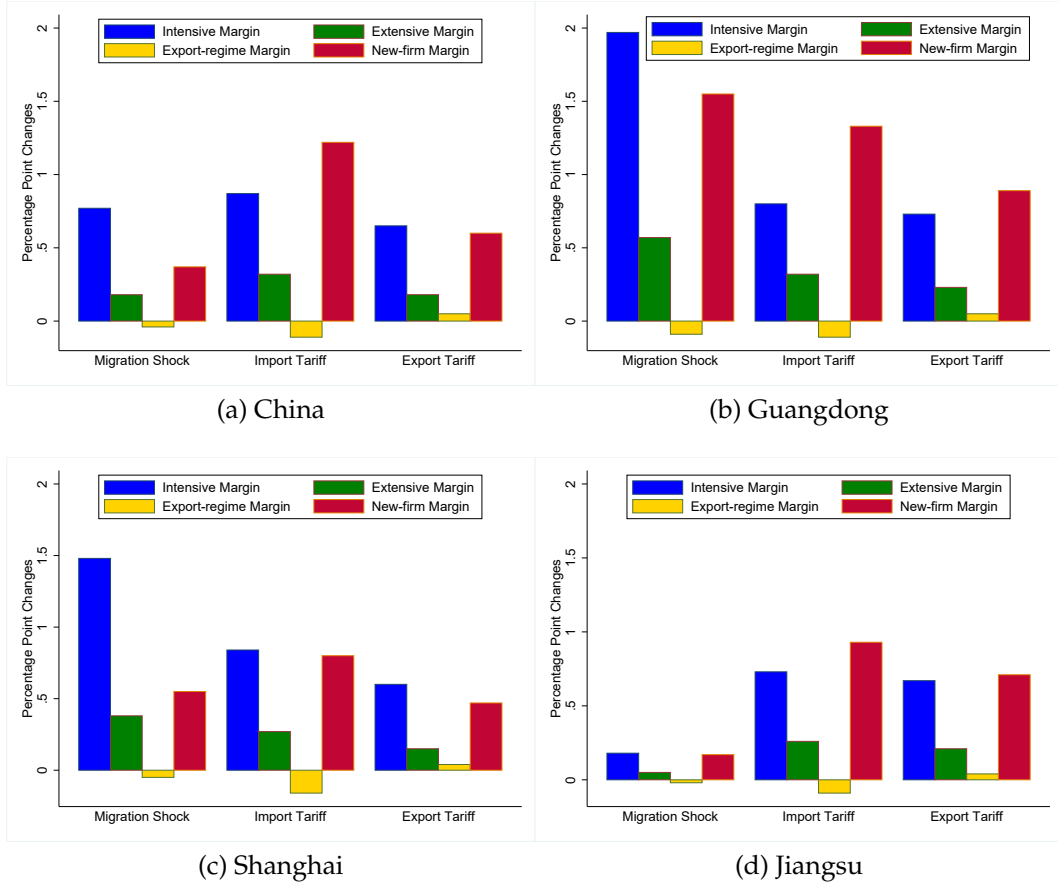 Intensive Margin Extensive Margin
Export-regime Margin New-firm Margin
Percentage Point Changes
2
1.5
1
.5
0
Migration Shock Import Tariff Export Tariff
(a) China
Intensive Margin Extensive Margin
Export-regime Margin New-firm Margin
Percentage Point Changes
2
1.5
1
.5
0
Migration Shock Import Tariff Export Tariff
(b) Guangdong
Intensive Margin Extensive Margin
Export-regime Margin New-firm Margin
Percentage Point Changes
2
1.5
1
.5
0
Migration Shock Import Tariff Export Tariff
(c) Shanghai
Intensive Margin Extensive Margin
Export-regime Margin New-firm Margin
Percentage Point Changes
2
1.5
1
.5
0
Migration Shock Import Tariff Export Tariff
(d) Jiangsu